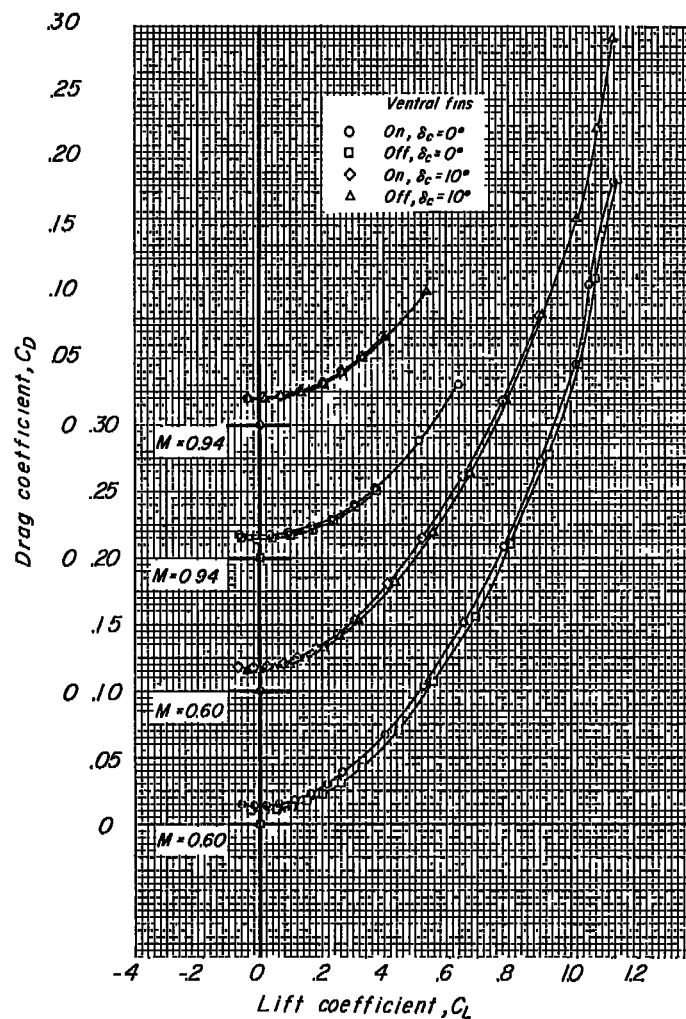 .30
.25
.20
.15
.10
.05
0 .30
.25
0 .20
.15
0 .10
.05
0
Drag coefficient, C_D
Ventral fins
On, δc = 0°
Off, δc = 0°
On, δc = 10°
Off, δc = 10°
M = 0.94
M = 0.94
M = 0.60
M = 0.60
-.4 -.2 0 .2 .4 .6 .8 1.0 1.2
Lift coefficient, C_L